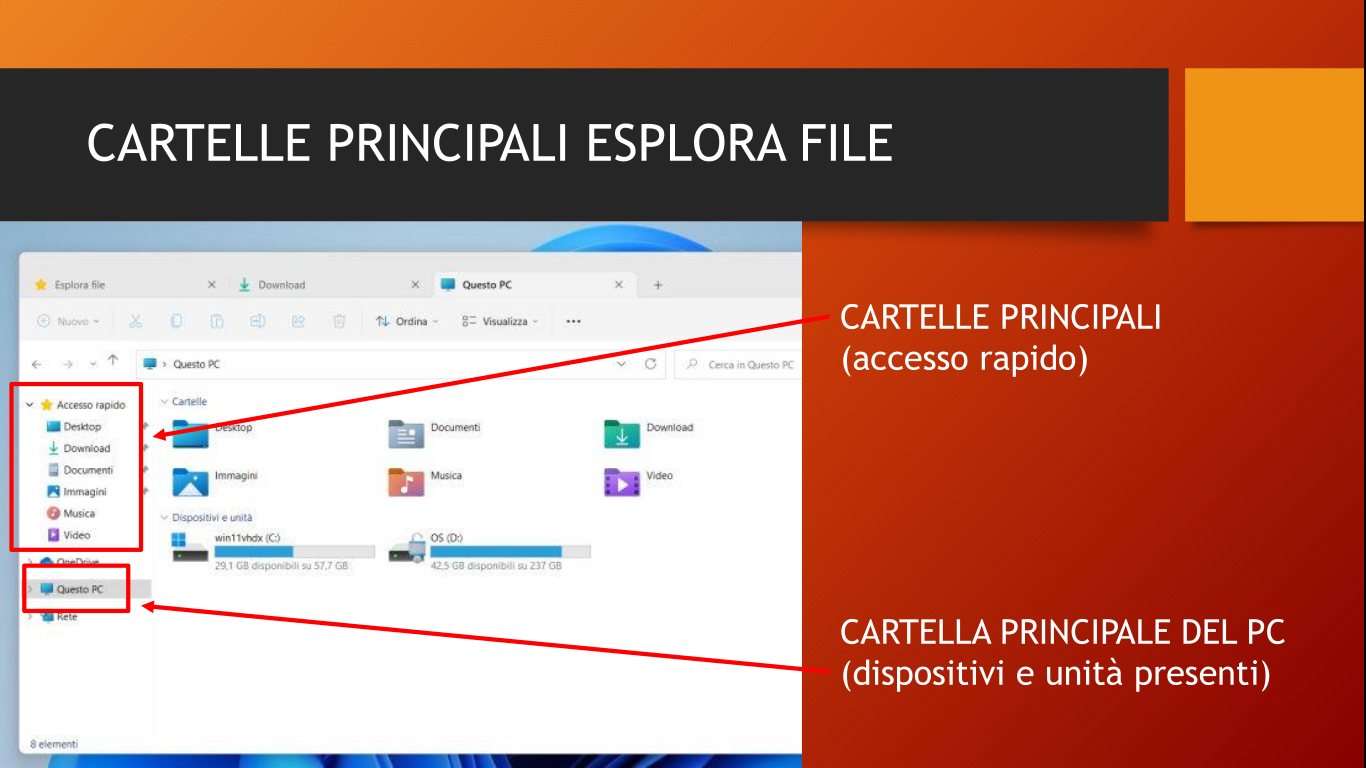 CARTELLE PRINCIPALI ESPLORA FILE
Esplora file
Download
Questo PC
Nuovo
Ordina
Visualizza
Questo PC
Cerca in Questo PC
Accesso rapido
Desktop
Download
Documenti
Immagini
Musica
Video
OneDrive
Questo PC
Rete
Cartelle
Desktop
Documenti
Download
Immagini
Musica
Video
Dispositivi e unità
win11vhdx (C:)
29,1 GB disponibili su 57,7 GB
OS (D:)
42,5 GB disponibili su 237 GB
8 elementi
CARTELLE PRINCIPALI
(accesso rapido)
CARTELLA PRINCIPALE DEL PC
(dispositivi e unità presenti)